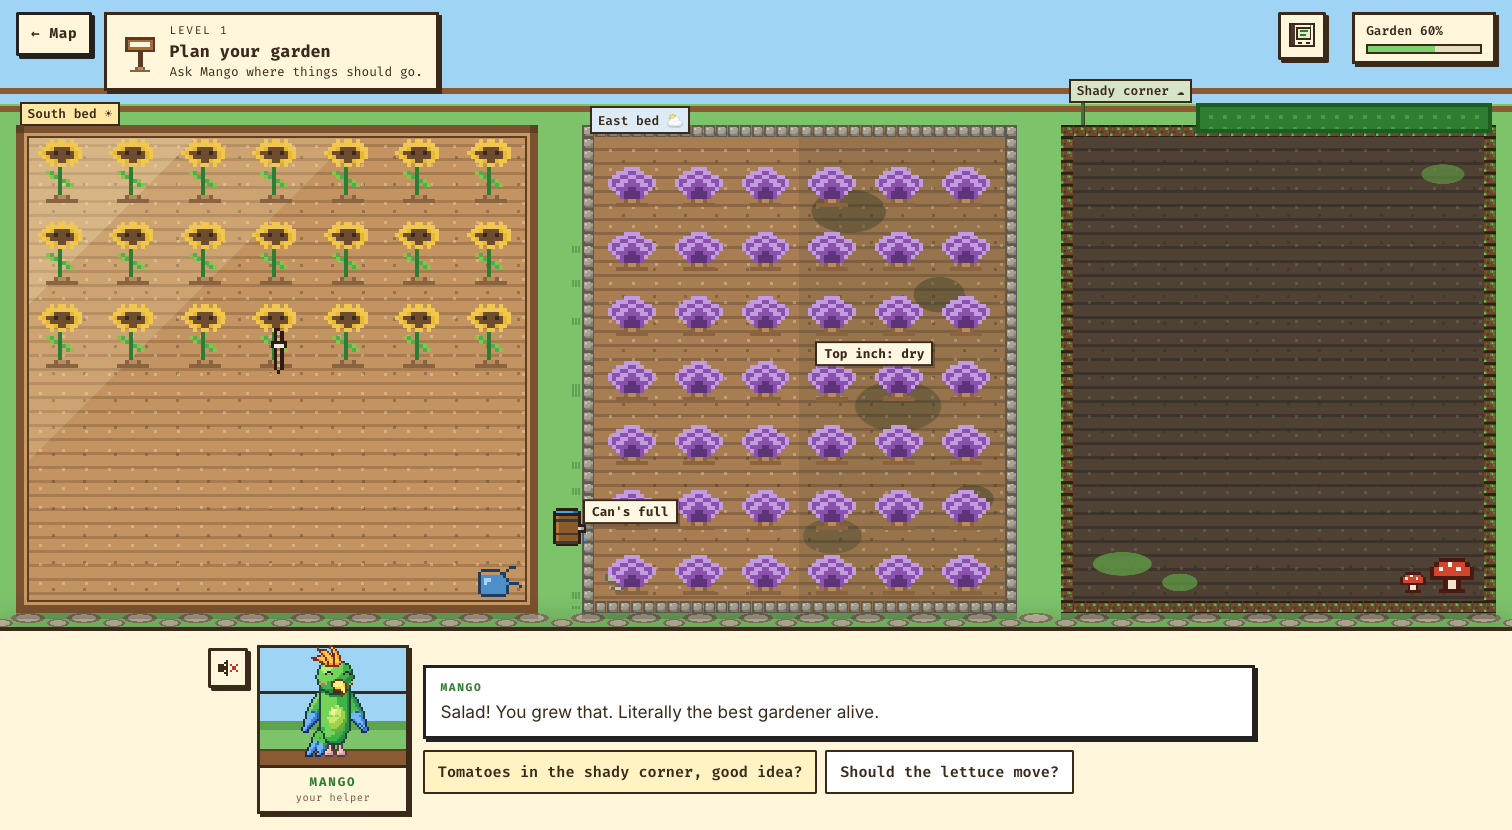 ← Map
LEVEL 1
Plan your garden
Ask Mango where things should go.
Garden 60%
Shady corner ☁
South bed ☀
East bed ⛅
Top inch: dry
Can's full
MANGO
Salad! You grew that. Literally the best gardener alive.
MANGO
your helper
Tomatoes in the shady corner, good idea?
Should the lettuce move?